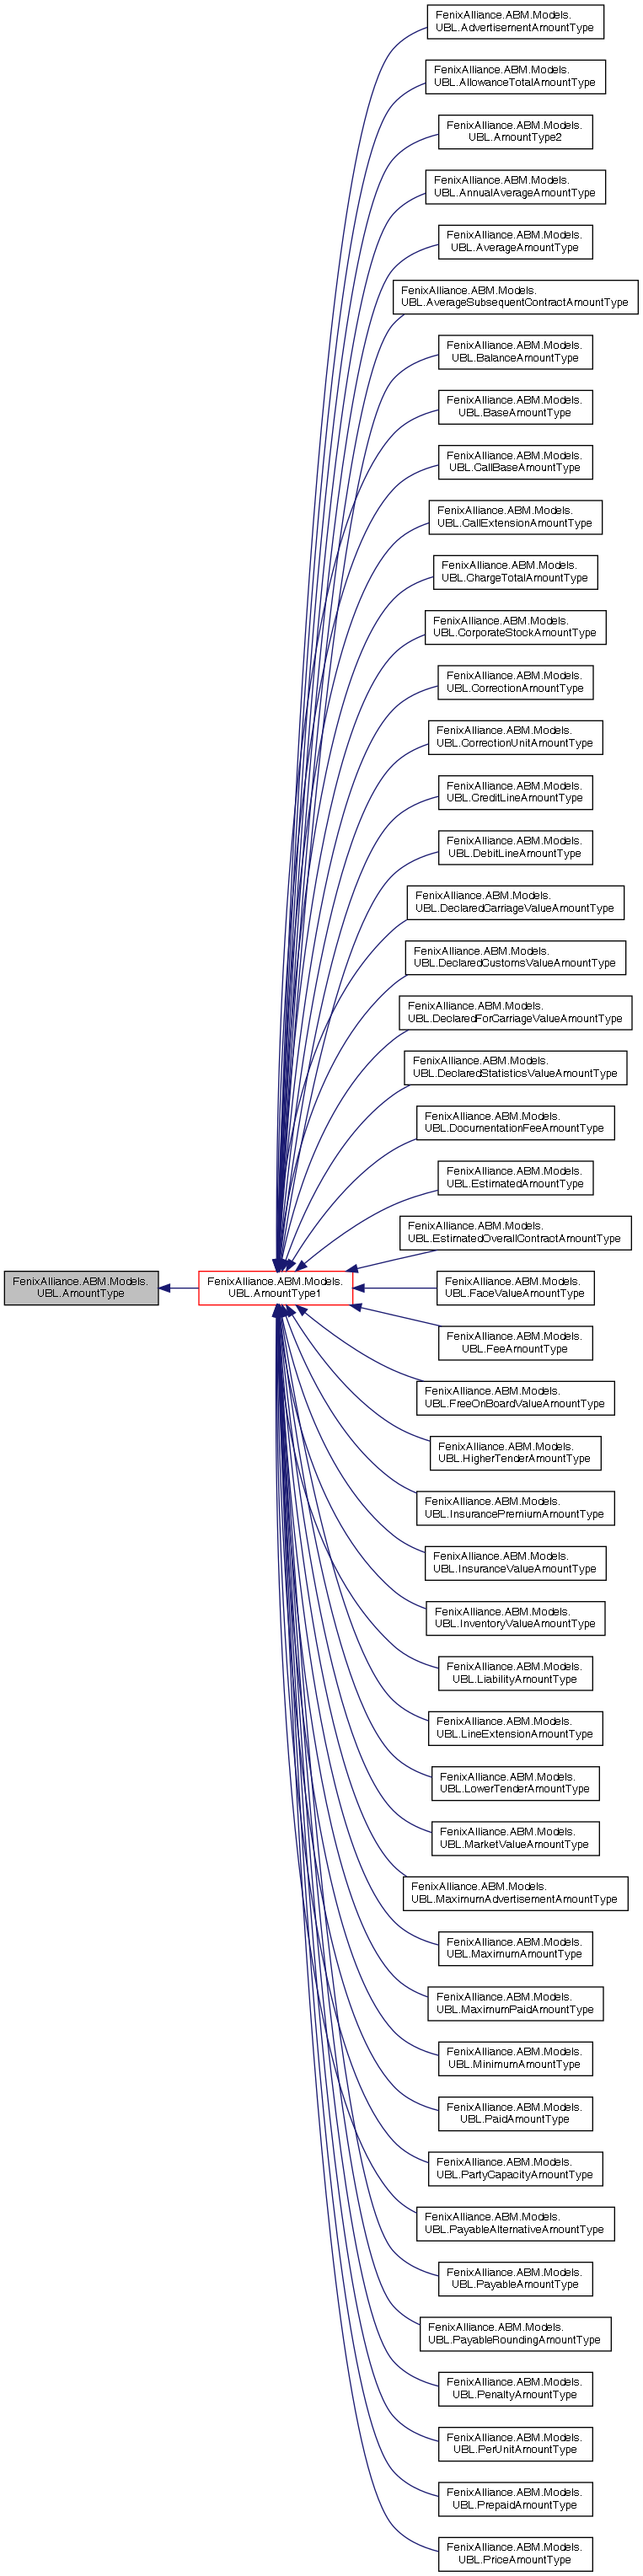 FenixAlliance.ABM.Models.
UBL.AdvertisementAmountType
FenixAlliance.ABM.Models.
UBL.AllowanceTotalAmountType
FenixAlliance.ABM.Models.
UBL.AmountType2
FenixAlliance.ABM.Models.
UBL.AnnualAverageAmountType
FenixAlliance.ABM.Models.
UBL.AverageAmountType
FenixAlliance.ABM.Models.
UBL.AverageSubsequentContractAmountType
FenixAlliance.ABM.Models.
UBL.BalanceAmountType
FenixAlliance.ABM.Models.
UBL.BaseAmountType
FenixAlliance.ABM.Models.
UBL.CallBaseAmountType
FenixAlliance.ABM.Models.
UBL.CallExtensionAmountType
FenixAlliance.ABM.Models.
UBL.ChargeTotalAmountType
FenixAlliance.ABM.Models.
UBL.CorporateStockAmountType
FenixAlliance.ABM.Models.
UBL.CorrectionAmountType
FenixAlliance.ABM.Models.
UBL.CorrectionUnitAmountType
FenixAlliance.ABM.Models.
UBL.CreditLineAmountType
FenixAlliance.ABM.Models.
UBL.DebitLineAmountType
FenixAlliance.ABM.Models.
UBL.DeclaredCarriageValueAmountType
FenixAlliance.ABM.Models.
UBL.DeclaredCustomsValueAmountType
FenixAlliance.ABM.Models.
UBL.DeclaredForCarriageValueAmountType
FenixAlliance.ABM.Models.
UBL.DeclaredStatisticsValueAmountType
FenixAlliance.ABM.Models.
UBL.DocumentationFeeAmountType
FenixAlliance.ABM.Models.
UBL.EstimatedAmountType
FenixAlliance.ABM.Models.
UBL.EstimatedOverallContractAmountType
FenixAlliance.ABM.Models.
UBL.AmountType
FenixAlliance.ABM.Models.
UBL.AmountType1
FenixAlliance.ABM.Models.
UBL.FaceValueAmountType
FenixAlliance.ABM.Models.
UBL.FeeAmountType
FenixAlliance.ABM.Models.
UBL.FreeOnBoardValueAmountType
FenixAlliance.ABM.Models.
UBL.HigherTenderAmountType
FenixAlliance.ABM.Models.
UBL.InsurancePremiumAmountType
FenixAlliance.ABM.Models.
UBL.InsuranceValueAmountType
FenixAlliance.ABM.Models.
UBL.InventoryValueAmountType
FenixAlliance.ABM.Models.
UBL.LiabilityAmountType
FenixAlliance.ABM.Models.
UBL.LineExtensionAmountType
FenixAlliance.ABM.Models.
UBL.LowerTenderAmountType
FenixAlliance.ABM.Models.
UBL.MarketValueAmountType
FenixAlliance.ABM.Models.
UBL.MaximumAdvertisementAmountType
FenixAlliance.ABM.Models.
UBL.MaximumAmountType
FenixAlliance.ABM.Models.
UBL.MaximumPaidAmountType
FenixAlliance.ABM.Models.
UBL.MinimumAmountType
FenixAlliance.ABM.Models.
UBL.PaidAmountType
FenixAlliance.ABM.Models.
UBL.PartyCapacityAmountType
FenixAlliance.ABM.Models.
UBL.PayableAlternativeAmountType
FenixAlliance.ABM.Models.
UBL.PayableAmountType
FenixAlliance.ABM.Models.
UBL.PayableRoundingAmountType
FenixAlliance.ABM.Models.
UBL.PenaltyAmountType
FenixAlliance.ABM.Models.
UBL.PerUnitAmountType
FenixAlliance.ABM.Models.
UBL.PrepaidAmountType
FenixAlliance.ABM.Models.
UBL.PriceAmountType